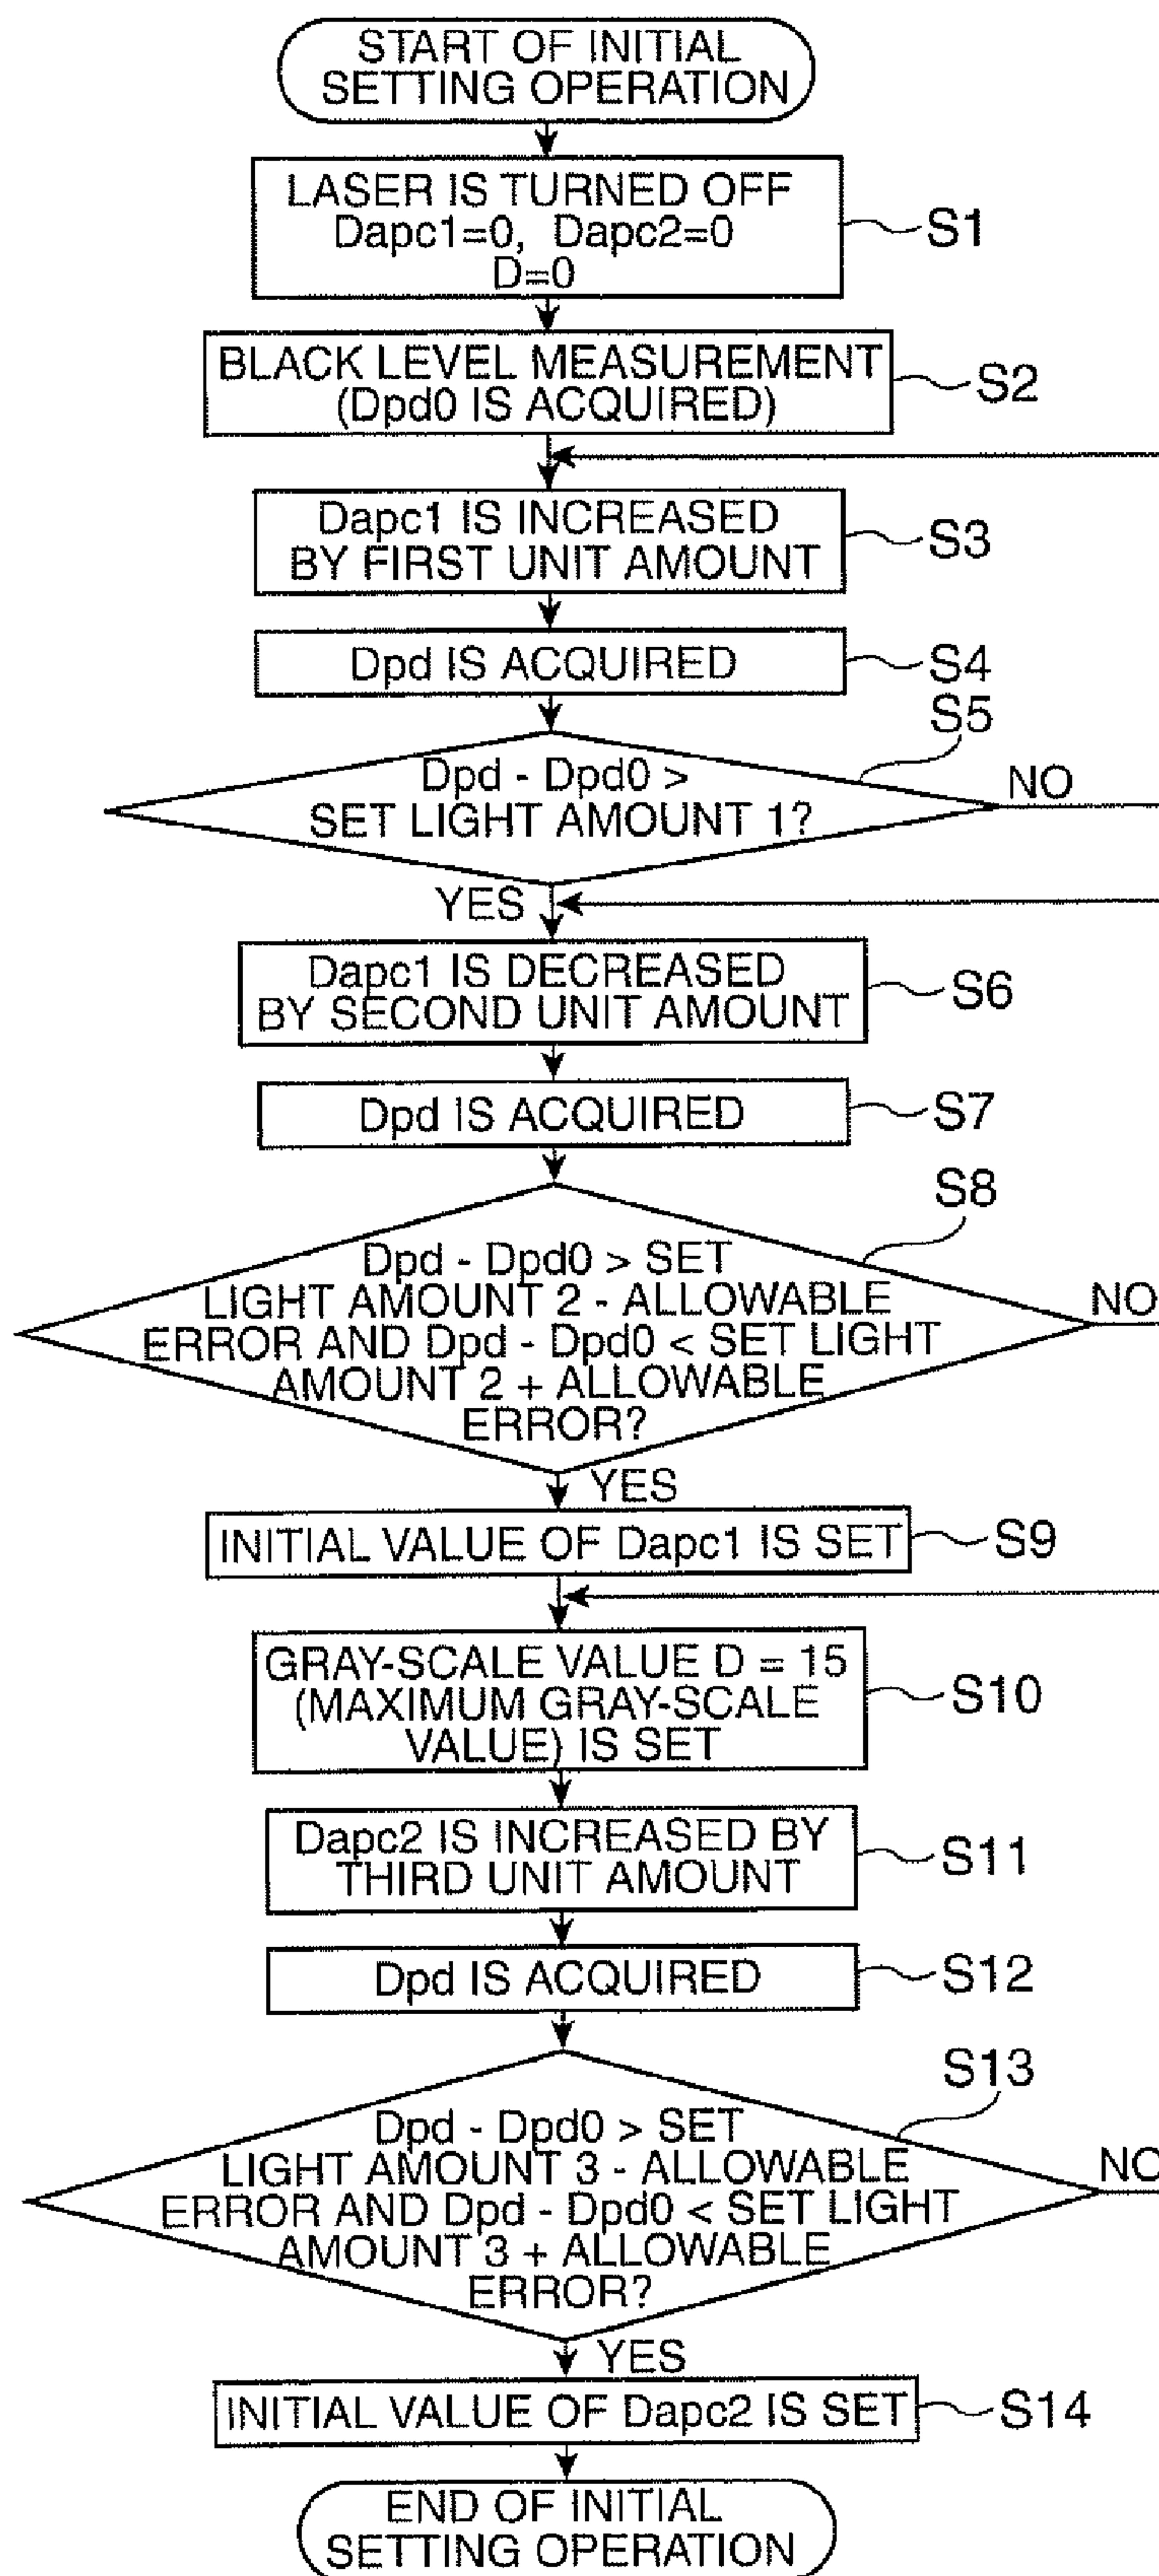 START OF INITIAL
SETTING OPERATION
LASER IS TURNED OFF
Dapc1=0, Dapc2=0
D=0
S1
BLACK LEVEL MEASUREMENT
(Dpd0 IS ACQUIRED)
S2
Dapc1 IS INCREASED
BY FIRST UNIT AMOUNT
S3
Dpd IS ACQUIRED
S4
S5
Dpd - Dpd0 >
SET LIGHT AMOUNT 1?
NO
YES
Dapc1 IS DECREASED
BY SECOND UNIT AMOUNT
S6
Dpd IS ACQUIRED
S7
S8
Dpd - Dpd0 > SET
LIGHT AMOUNT 2 - ALLOWABLE
ERROR AND Dpd - Dpd0 < SET LIGHT
AMOUNT 2 + ALLOWABLE
ERROR?
NO
YES
INITIAL VALUE OF Dapc1 IS SET
S9
GRAY-SCALE VALUE D = 15
(MAXIMUM GRAY-SCALE
VALUE) IS SET
S10
Dapc2 IS INCREASED BY
THIRD UNIT AMOUNT
S11
Dpd IS ACQUIRED
S12
S13
Dpd - Dpd0 > SET
LIGHT AMOUNT 3 - ALLOWABLE
ERROR AND Dpd - Dpd0 < SET LIGHT
AMOUNT 3 + ALLOWABLE
ERROR?
NO
YES
INITIAL VALUE OF Dapc2 IS SET
S14
END OF INITIAL
SETTING OPERATION